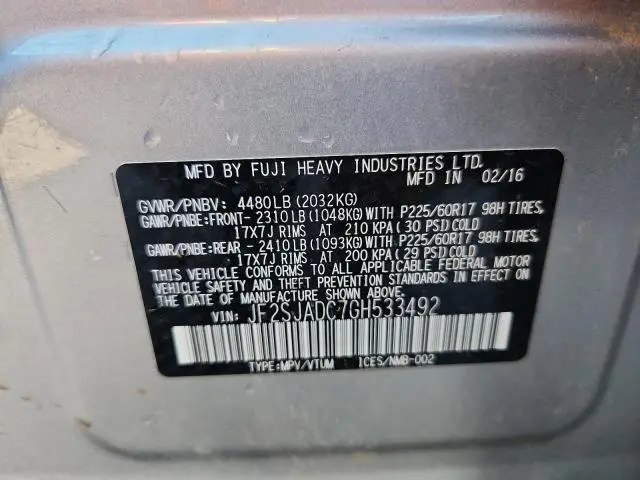 MFD BY FUJI HEAVY INDUSTRIES LTD.
MFD IN 02/16
GVWR/PNBV: 4480LB(2032KG)
GAWR/PNBE:FRONT-2310LB(1048KG)WITH P225/60R17 98H TIRES,
17X7J RIMS AT 210 KPA(30 PSI)COLD
GAWR/PNBE:REAR -2410LB(1093KG)WITH P225/60R17 98H TIRES,
17X7J RIMS AT 200 KPA(29 PSI)COLD
THIS VEHICLE CONFORMS TO ALL APPLICABLE FEDERAL MOTOR
VEHICLE SAFETY AND THEFT PREVENTION STANDARDS IN EFFECT ON
THE DATE OF MANUFACTURE SHOWN ABOVE.
VIN: JF2SJADC7GH533492
TYPE:MPV/VTUM ICES/NMB-002